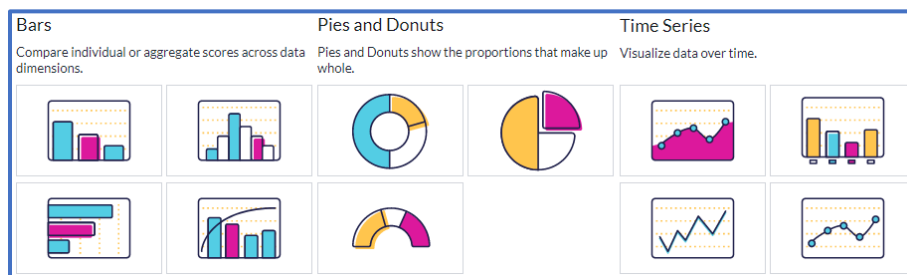 Bars
Compare individual or aggregate scores across data
dimensions.
Pies and Donuts
Pies and Donuts show the proportions that make up
whole.
Time Series
Visualize data over time.